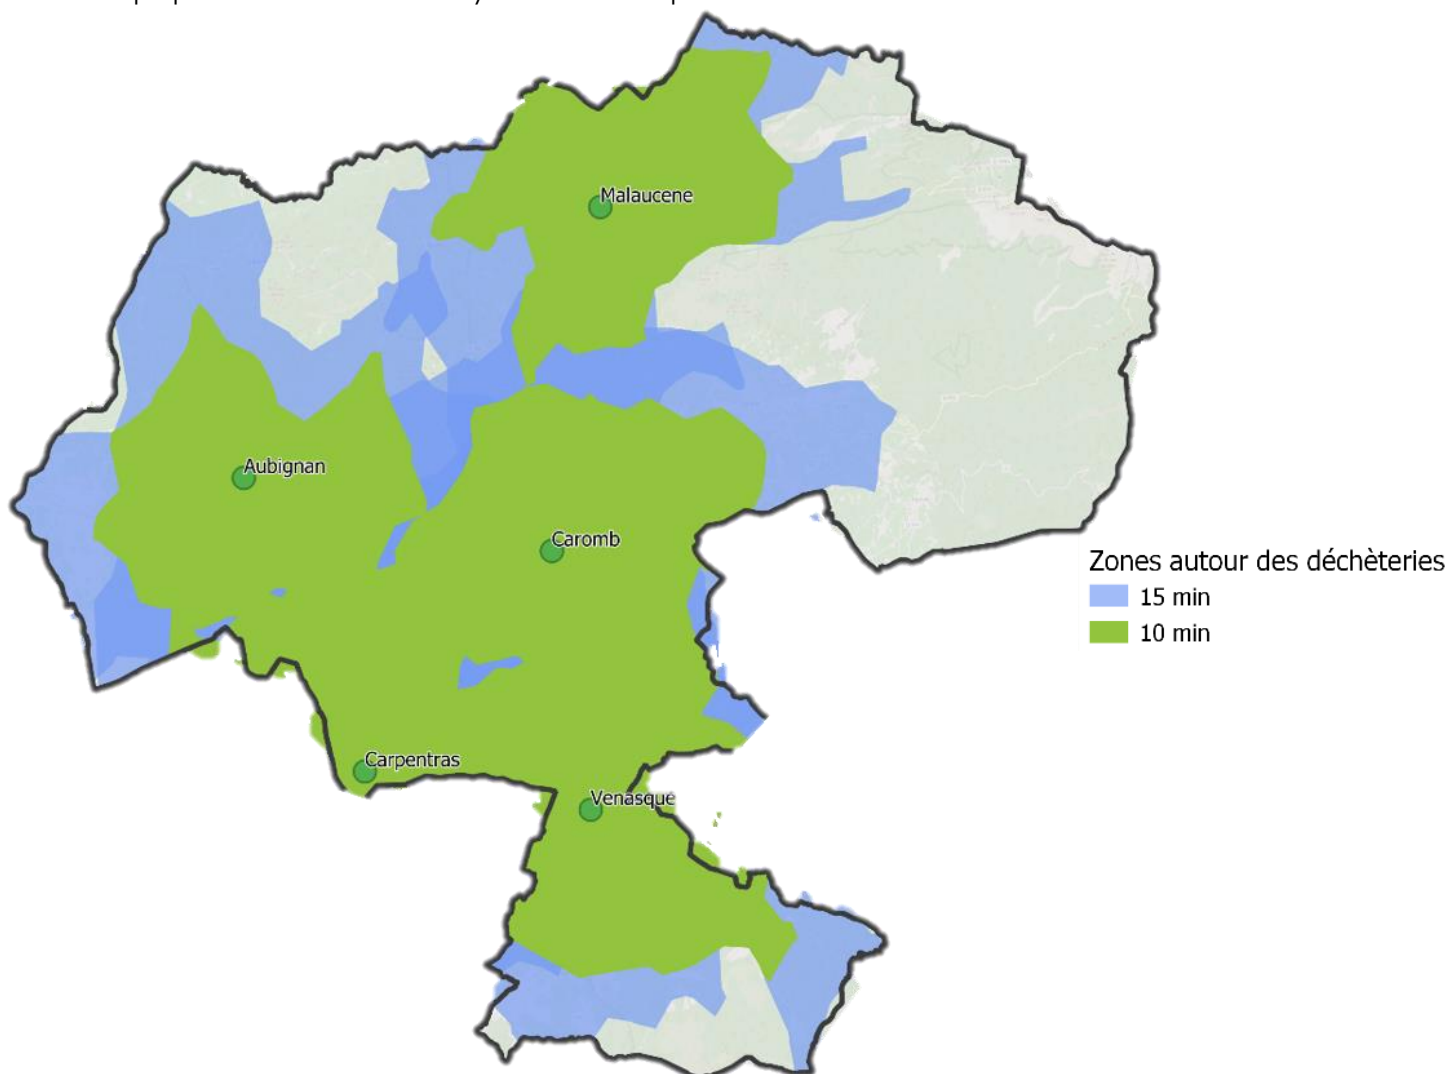 Malaucene
Aubignan
Caromb
Zones autour des déchèteries
15 min
10 min
Carpentras
Venasque